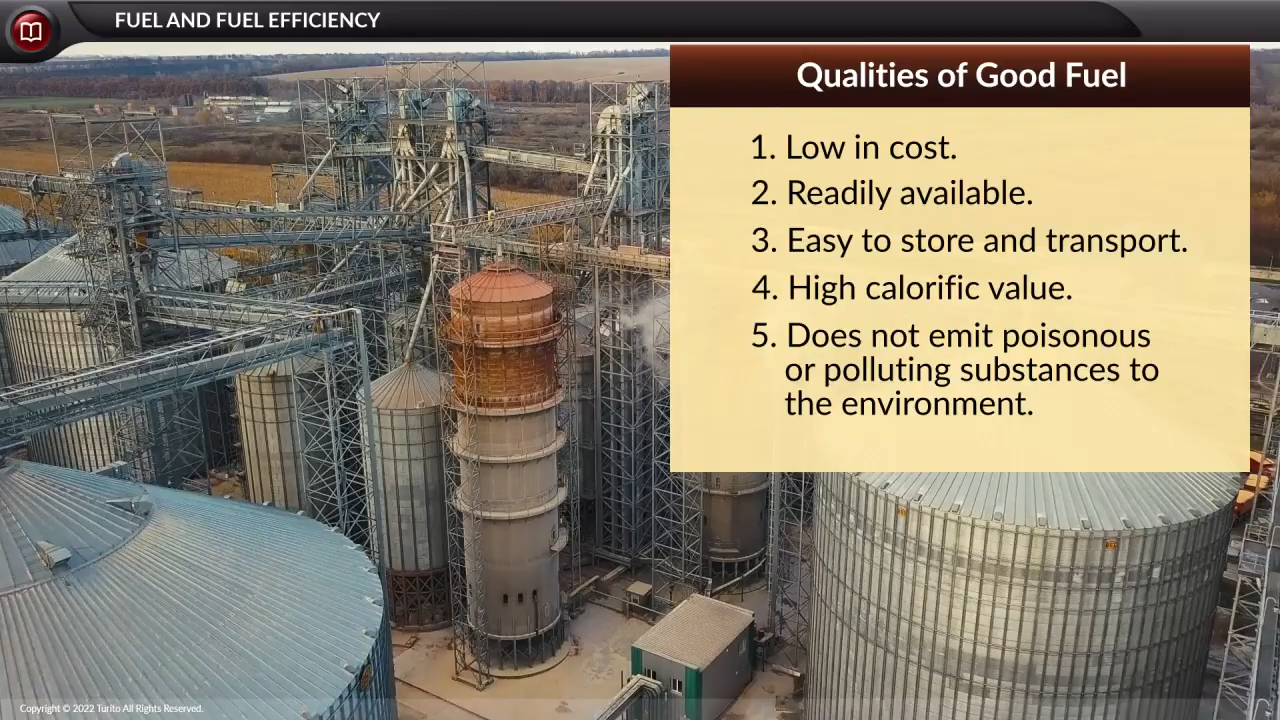 FUEL AND FUEL EFFICIENCY
Qualities of Good Fuel
1. Low in cost.
2. Readily available.
3. Easy to store and transport.
4. High calorific value.
5. Does not emit poisonous
or polluting substances to
the environment.
Copyright © 2022 Turito All Rights Reserved.